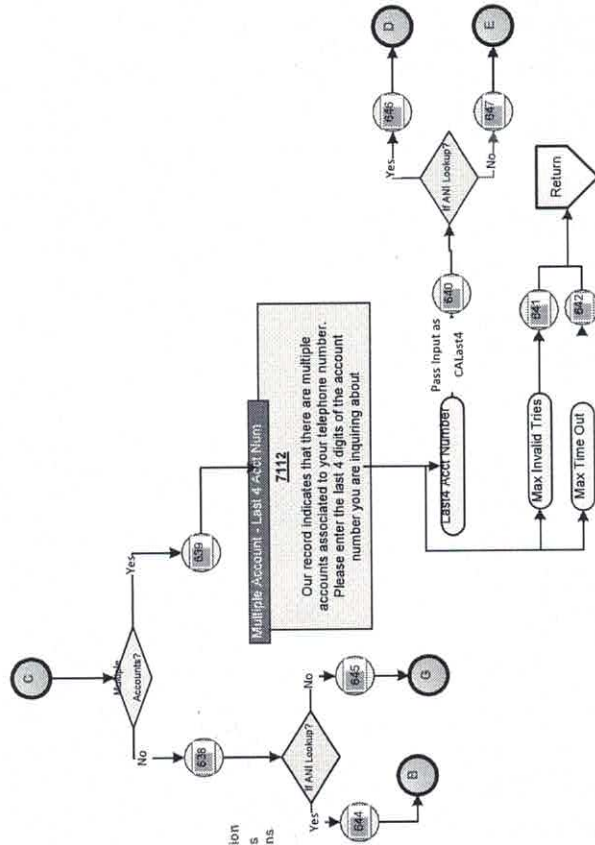 C
Multiple
Accounts?
No
Yes
638
639
If ANI Lookup?
Yes
No
644
645
B
G
ion
s
ns
Multiple Account - Last 4 Acct Num
7112
Our record indicates that there are multiple
accounts associated to your telephone number.
Please enter the last 4 digits of the account
number you are inquiring about
Last4 Acct Number
Pass Input as
CALast4
640
If ANI Lookup?
Yes
No
646
647
D
E
Max Invalid Tries
641
Max Time Out
642
Return